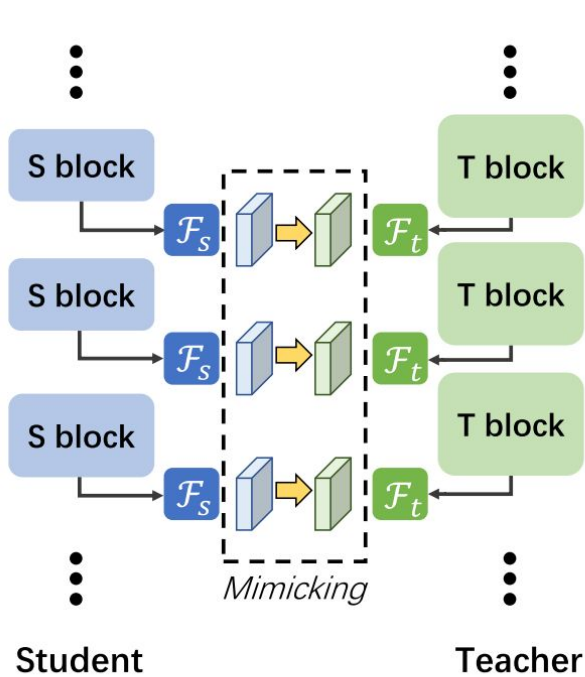 S block
T block
ℱs
ℱt
S block
T block
ℱs
ℱt
S block
T block
ℱs
ℱt
Mimicking
Student
Teacher